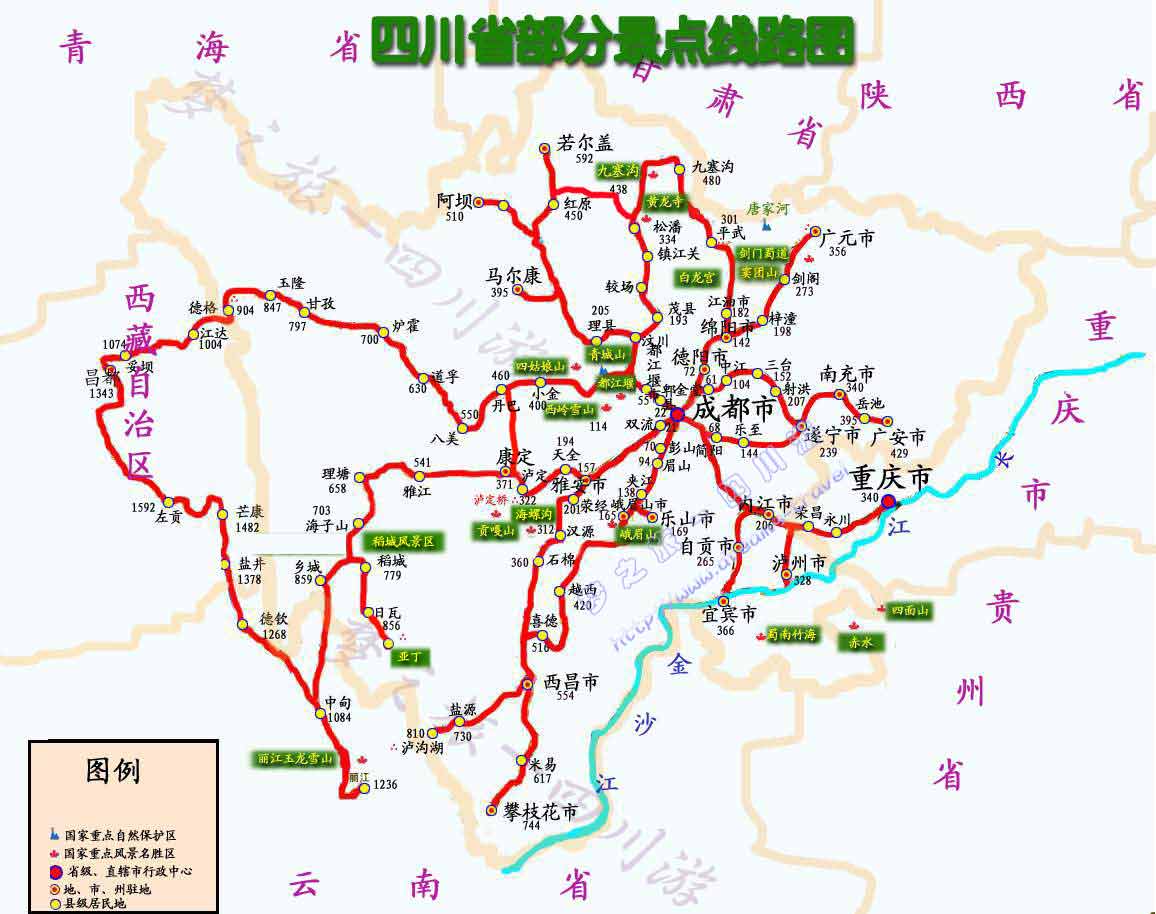 四川省部分景点线路图
青 海 省
甘 肃 省
陕 西 省
若尔盖
592
九寨沟
438
九寨沟
480
阿坝
510
红原
450
黄龙寺
松潘
334
301
平武
唐家河
广元市
356
镇江关
剑门蜀道
窦团山
白龙宫
剑阁
273
马尔康
395
较场
茂县
193
江油市
182
梓潼
198
玉隆
847
甘孜
797
德格
904
江达
1004
炉霍
700
205
理县
汶川
绵阳市
142
西藏自治区
1074
妥坝
昌都
1343
青城山
四姑娘山
都江堰
都江堰
55
德阳市
72
中江
104
三台
152
南充市
340
道孚
630
460
丹巴
小金
400
西岭雪山
114
郫县
22
金堂
61
射洪
207
岳池
395
广安市
429
550
八美
双流
21
成都市
68
简阳
乐至
144
遂宁市
239
重庆市
194
天全
157
雅安市
彭山
70
眉山
94
康定
371
泸定
322
泸定桥
理塘
658
541
雅江
夹江
138
荥经
201
峨眉山市
165
乐山市
169
内江市
206
荣昌
永川
重庆市
340
长江
1592
左贡
芒康
1482
703
海子山
海螺沟
贡嘎山
312
汉源
峨眉山
自贡市
265
泸州市
328
盐井
1378
乡城
859
稻城风景区
稻城
779
360
石棉
越西
420
宜宾市
366
四面山
蜀南竹海
赤水
德钦
1268
日瓦
856
亚丁
喜德
516
金沙江
贵州省
中甸
1084
西昌市
554
盐源
730
810
泸沽湖
丽江玉龙雪山
丽江
1236
米易
617
攀枝花市
744
云 南 省
图例
国家重点自然保护区
国家重点风景名胜区
省级、直辖市行政中心
地、市、州驻地
县级居民地
梦之旅－四川游
梦之旅－四川游